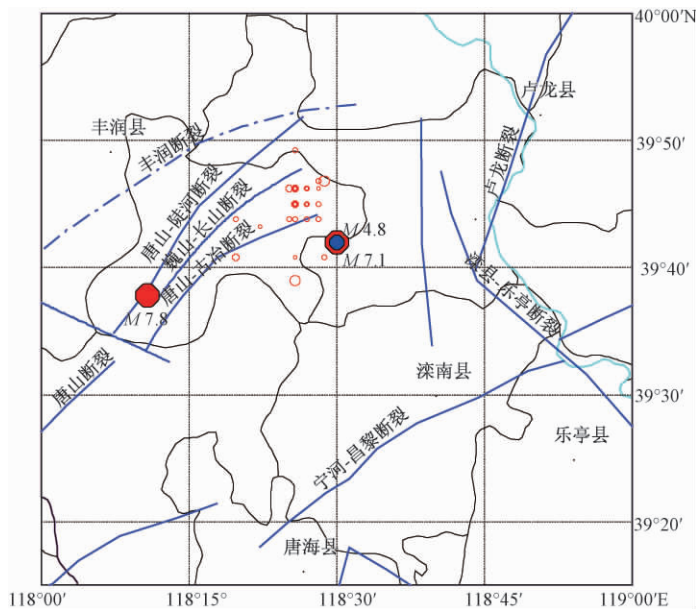 40°00′N
卢龙县
丰润县
丰润断裂
39°50′
卢龙断裂
唐山-陡河断裂
巍山-长山断裂
唐山-古冶断裂
M 4.8
M 7.1
39°40′
M 7.8
滦县-乐亭断裂
唐山断裂
滦南县
39°30′
乐亭县
宁河-昌黎断裂
39°20′
唐海县
118°00′
118°15′
118°30′
118°45′
119°00′E